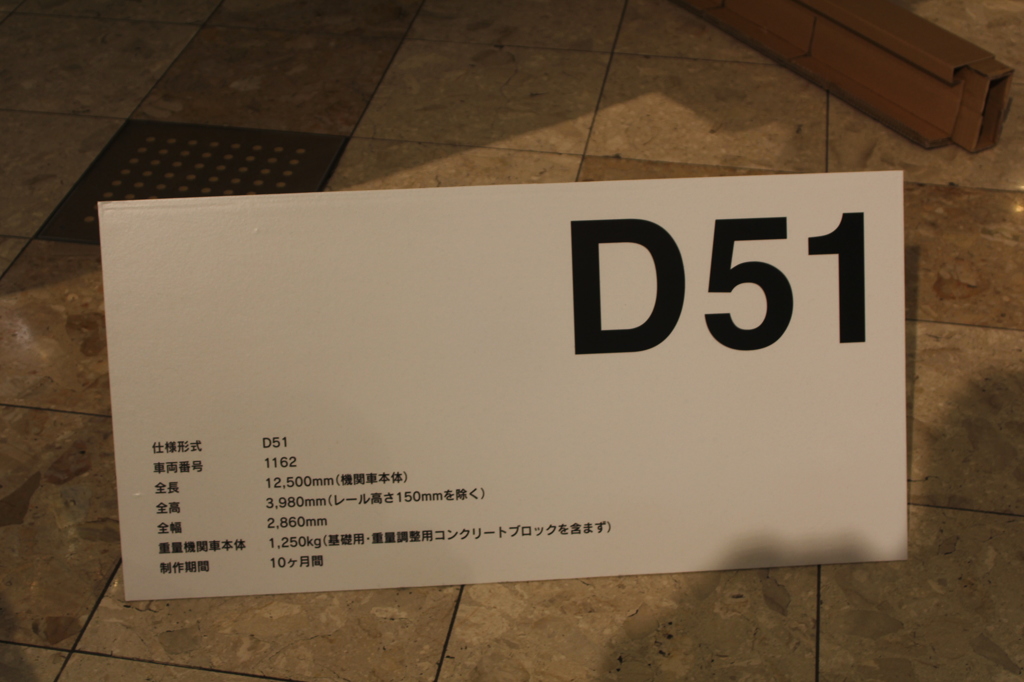 D51
仕様形式 D51
車両番号 1162
全長 12,500mm(機関車本体)
全高 3,980mm(レール高さ150mmを除く)
全幅 2,860mm
重量機関車本体 1,250kg(基礎用・重量調整用コンクリートブロックを含まず)
制作期間 10ヶ月間